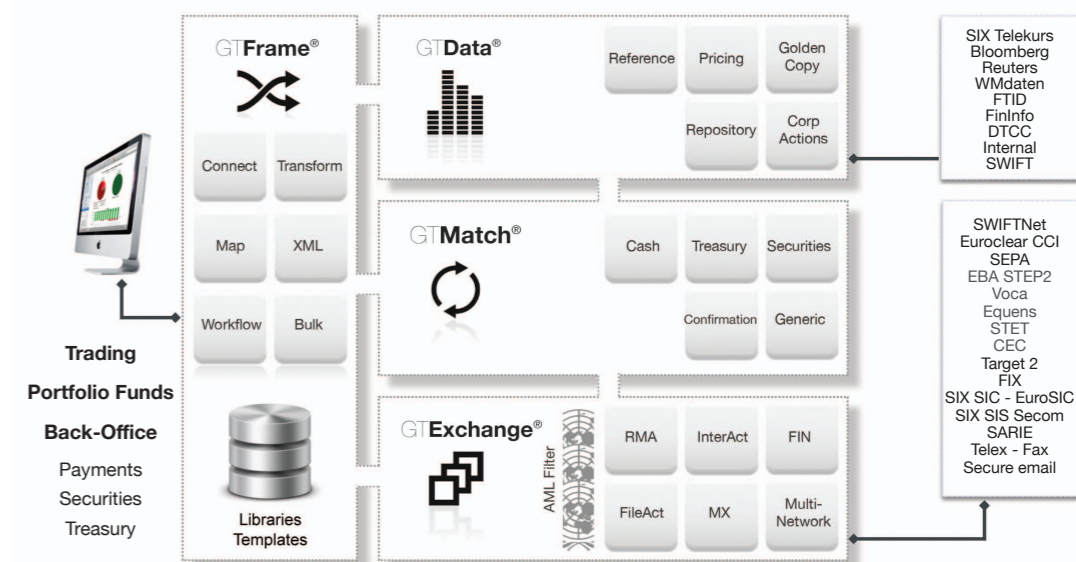 GTFrame®
Connect
Transform
Map
XML
Workflow
Bulk
Libraries
Templates
Trading
Portfolio Funds
Back-Office
Payments
Securities
Treasury
GTData®
Reference
Pricing
Golden
Copy
Repository
Corp
Actions
GTMatch®
Cash
Treasury
Securities
Confirmation
Generic
GTExchange®
AML Filter
RMA
InterAct
FIN
FileAct
MX
Multi-
Network
SIX Telekurs
Bloomberg
Reuters
WMdaten
FTID
FinInfo
DTCC
Internal
SWIFT
SWIFTNet
Euroclear CCI
SEPA
EBA STEP2
Voca
Equens
STET
CEC
Target 2
FIX
SIX SIC - EuroSIC
SIX SIS Secom
SARIE
Telex - Fax
Secure email